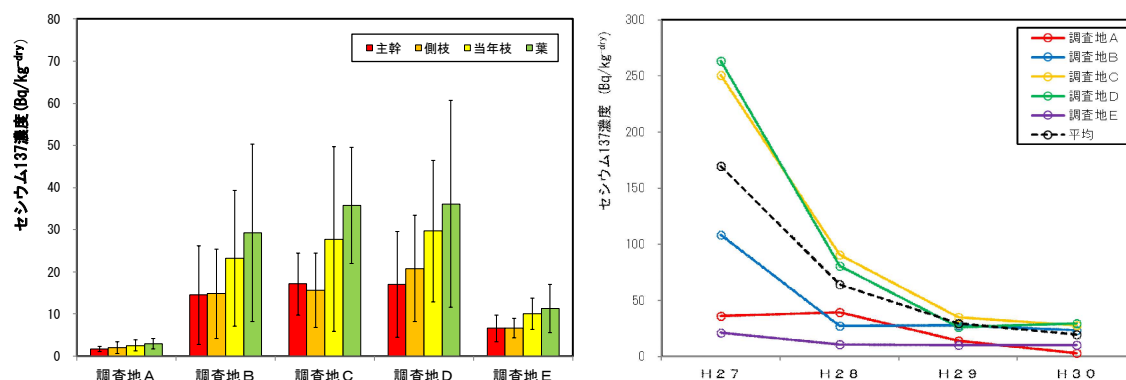 セシウム137濃度(Bq/kg-dry)
80
70
60
50
40
30
20
10
0
主幹 側枝 当年枝 葉
調査地A 調査地B 調査地C 調査地D 調査地E
セシウム137濃度 (Bq/kg-dry)
300
250
200
150
100
50
0
調査地A
調査地B
調査地C
調査地D
調査地E
平均
H27 H28 H29 H30